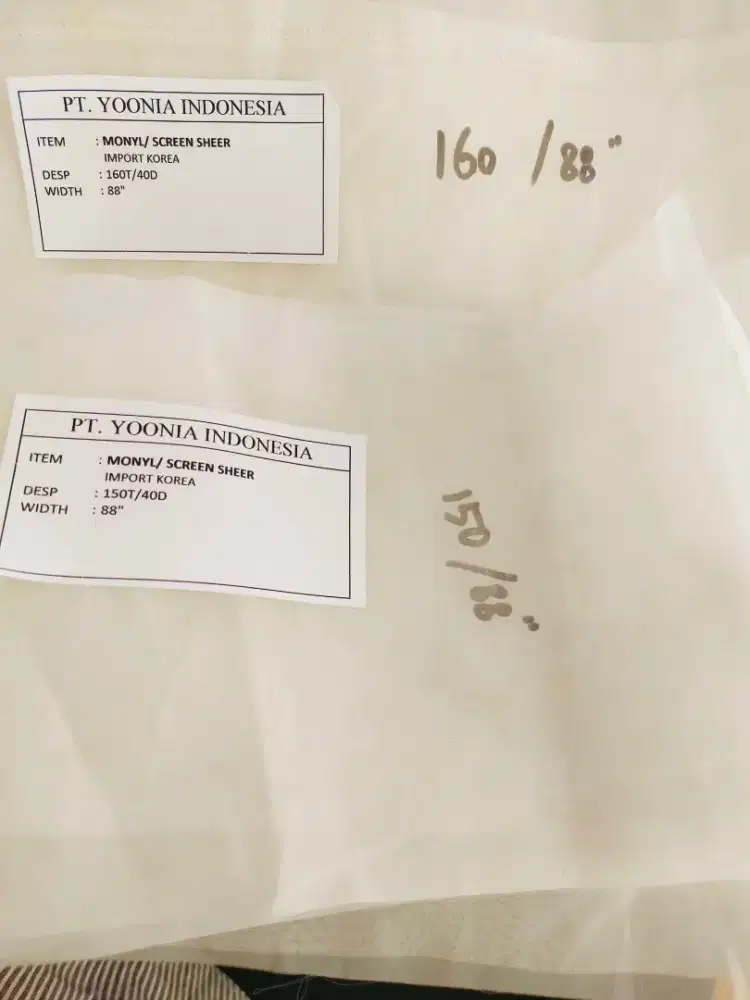 PT. YOONIA INDONESIA
ITEM : MONYL/ SCREEN SHEER
IMPORT KOREA
DESP : 160T/40D
WIDTH : 88"
160 /88"
PT. YOONIA INDONESIA
ITEM : MONYL/ SCREEN SHEER
IMPORT KOREA
DESP : 150T/40D
WIDTH : 88"
150/88"